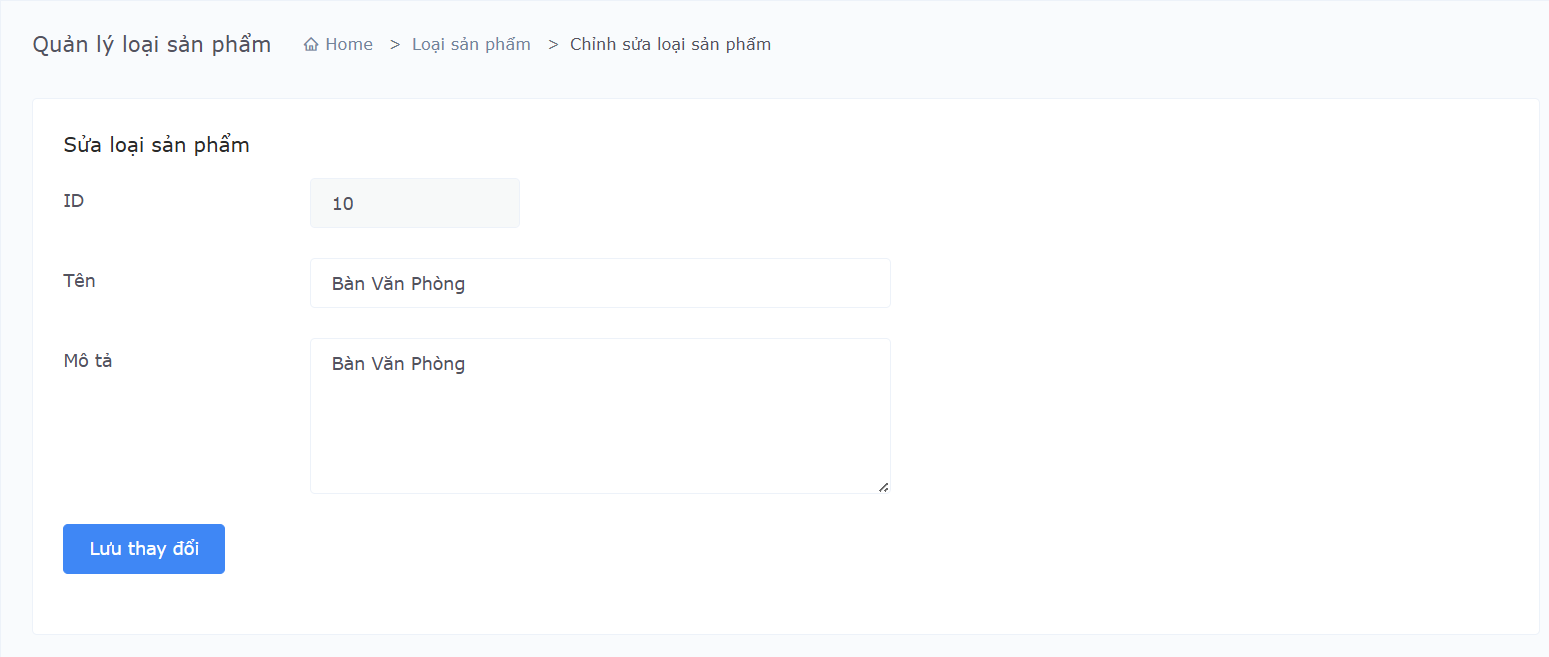 Quản lý loại sản phẩm Home > Loại sản phẩm > Chỉnh sửa loại sản phẩm
Sửa loại sản phẩm
ID 10
Tên Bàn Văn Phòng
Mô tả Bàn Văn Phòng
Lưu thay đổi